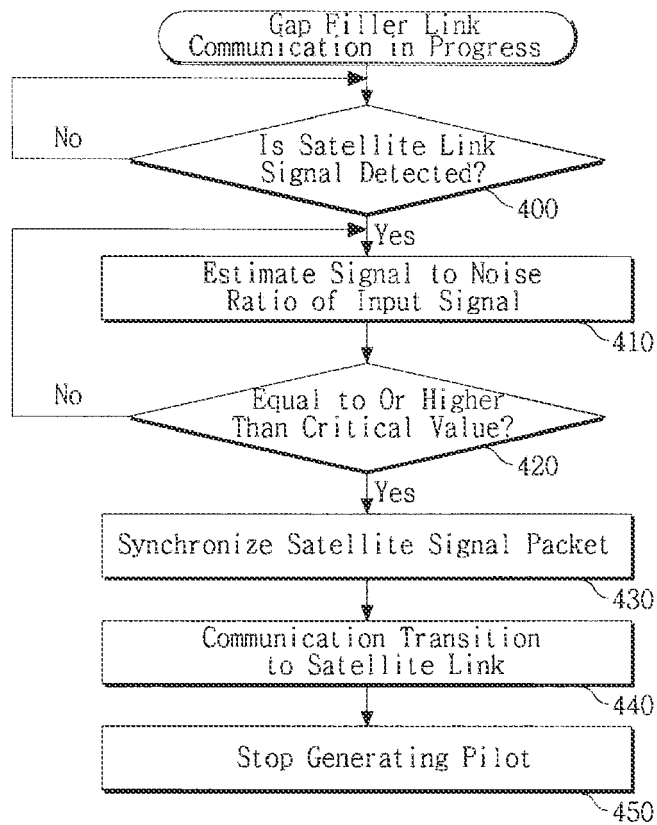 Gap Filler Link
Communication in Progress
No
Is Satellite Link
Signal Detected?
400
Yes
Estimate Signal to Noise
Ratio of Input Signal
410
No
Equal to Or Higher
Than Critical Value?
420
Yes
Synchronize Satellite Signal Packet
430
Communication Transition
to Satellite Link
440
Stop Generating Pilot
450